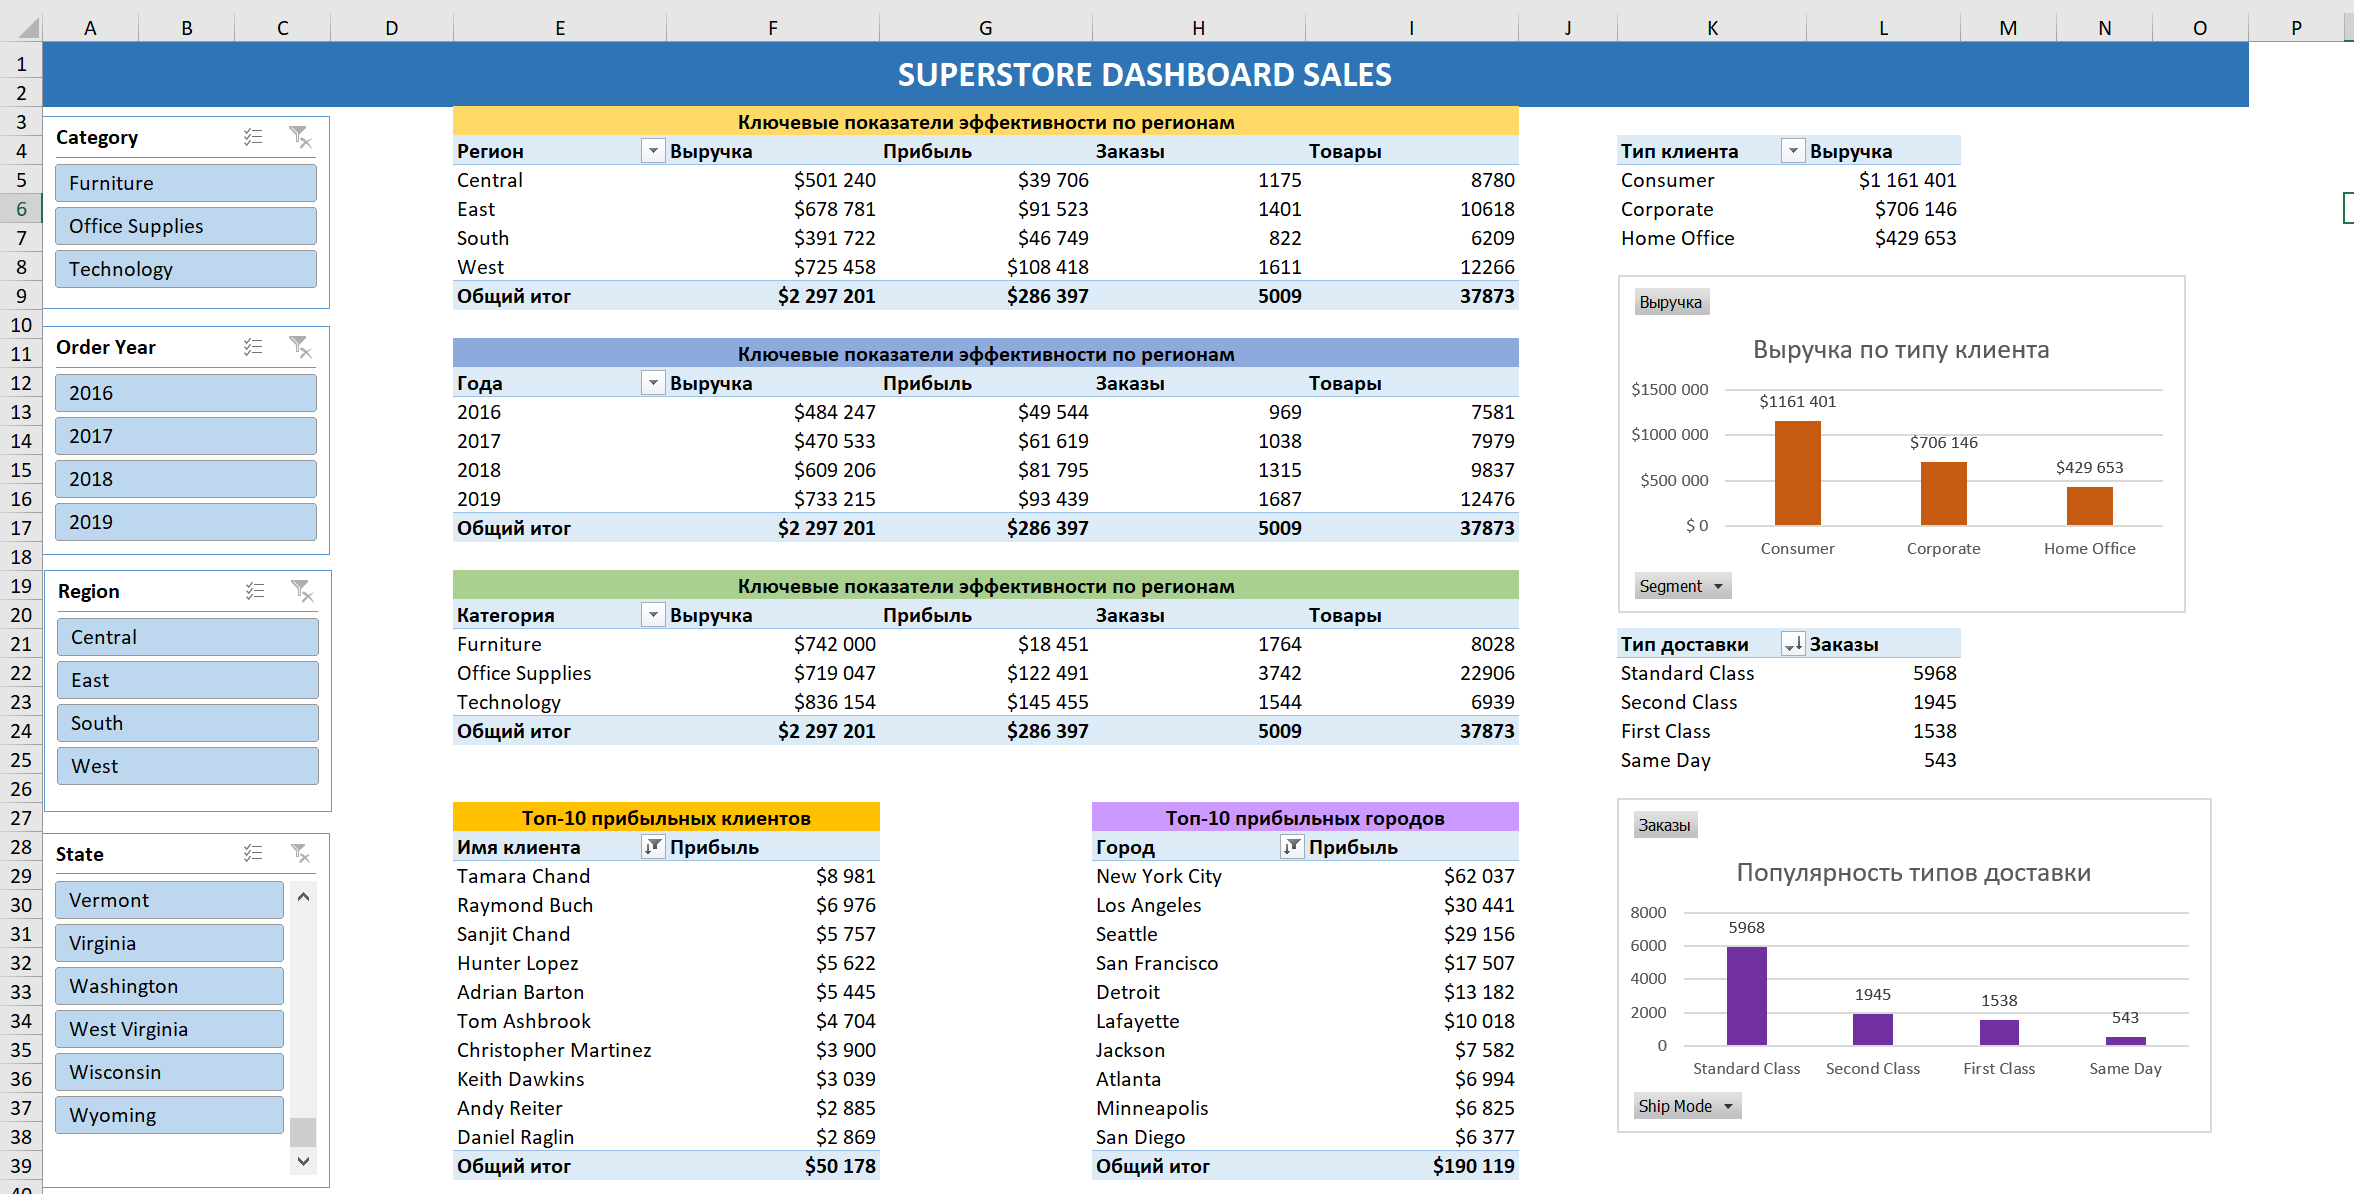 A B C D E F G H I J K L M N O P
1
2
SUPERSTORE DASHBOARD SALES
3
4
5
6
7
8
9
10
11
12
13
14
15
16
17
18
19
20
21
22
23
24
25
26
27
28
29
30
31
32
33
34
35
36
37
38
39
40
Category
Furniture
Office Supplies
Technology
Order Year
2016
2017
2018
2019
Region
Central
East
South
West
State
Vermont
Virginia
Washington
West Virginia
Wisconsin
Wyoming
Ключевые показатели эффективности по регионам
Регион Выручка Прибыль Заказы Товары
Central $501 240 $39 706 1175 8780
East $678 781 $91 523 1401 10618
South $391 722 $46 749 822 6209
West $725 458 $108 418 1611 12266
Общий итог $2 297 201 $286 397 5009 37873
Ключевые показатели эффективности по регионам
Года Выручка Прибыль Заказы Товары
2016 $484 247 $49 544 969 7581
2017 $470 533 $61 619 1038 7979
2018 $609 206 $81 795 1315 9837
2019 $733 215 $93 439 1687 12476
Общий итог $2 297 201 $286 397 5009 37873
Ключевые показатели эффективности по регионам
Категория Выручка Прибыль Заказы Товары
Furniture $742 000 $18 451 1764 8028
Office Supplies $719 047 $122 491 3742 22906
Technology $836 154 $145 455 1544 6939
Общий итог $2 297 201 $286 397 5009 37873
Топ-10 прибыльных клиентов
Имя клиента Прибыль
Tamara Chand $8 981
Raymond Buch $6 976
Sanjit Chand $5 757
Hunter Lopez $5 622
Adrian Barton $5 445
Tom Ashbrook $4 704
Christopher Martinez $3 900
Keith Dawkins $3 039
Andy Reiter $2 885
Daniel Raglin $2 869
Общий итог $50 178
Топ-10 прибыльных городов
Город Прибыль
New York City $62 037
Los Angeles $30 441
Seattle $29 156
San Francisco $17 507
Detroit $13 182
Lafayette $10 018
Jackson $7 582
Atlanta $6 994
Minneapolis $6 825
San Diego $6 377
Общий итог $190 119
Тип клиента Выручка
Consumer $1 161 401
Corporate $706 146
Home Office $429 653
Выручка
Выручка по типу клиента
$1500 000
$1000 000
$500 000
$ 0
$1161 401
$706 146
$429 653
Consumer Corporate Home Office
Segment
Тип доставки Заказы
Standard Class 5968
Second Class 1945
First Class 1538
Same Day 543
Заказы
Популярность типов доставки
8000
6000
4000
2000
0
5968
1945
1538
543
Standard Class Second Class First Class Same Day
Ship Mode